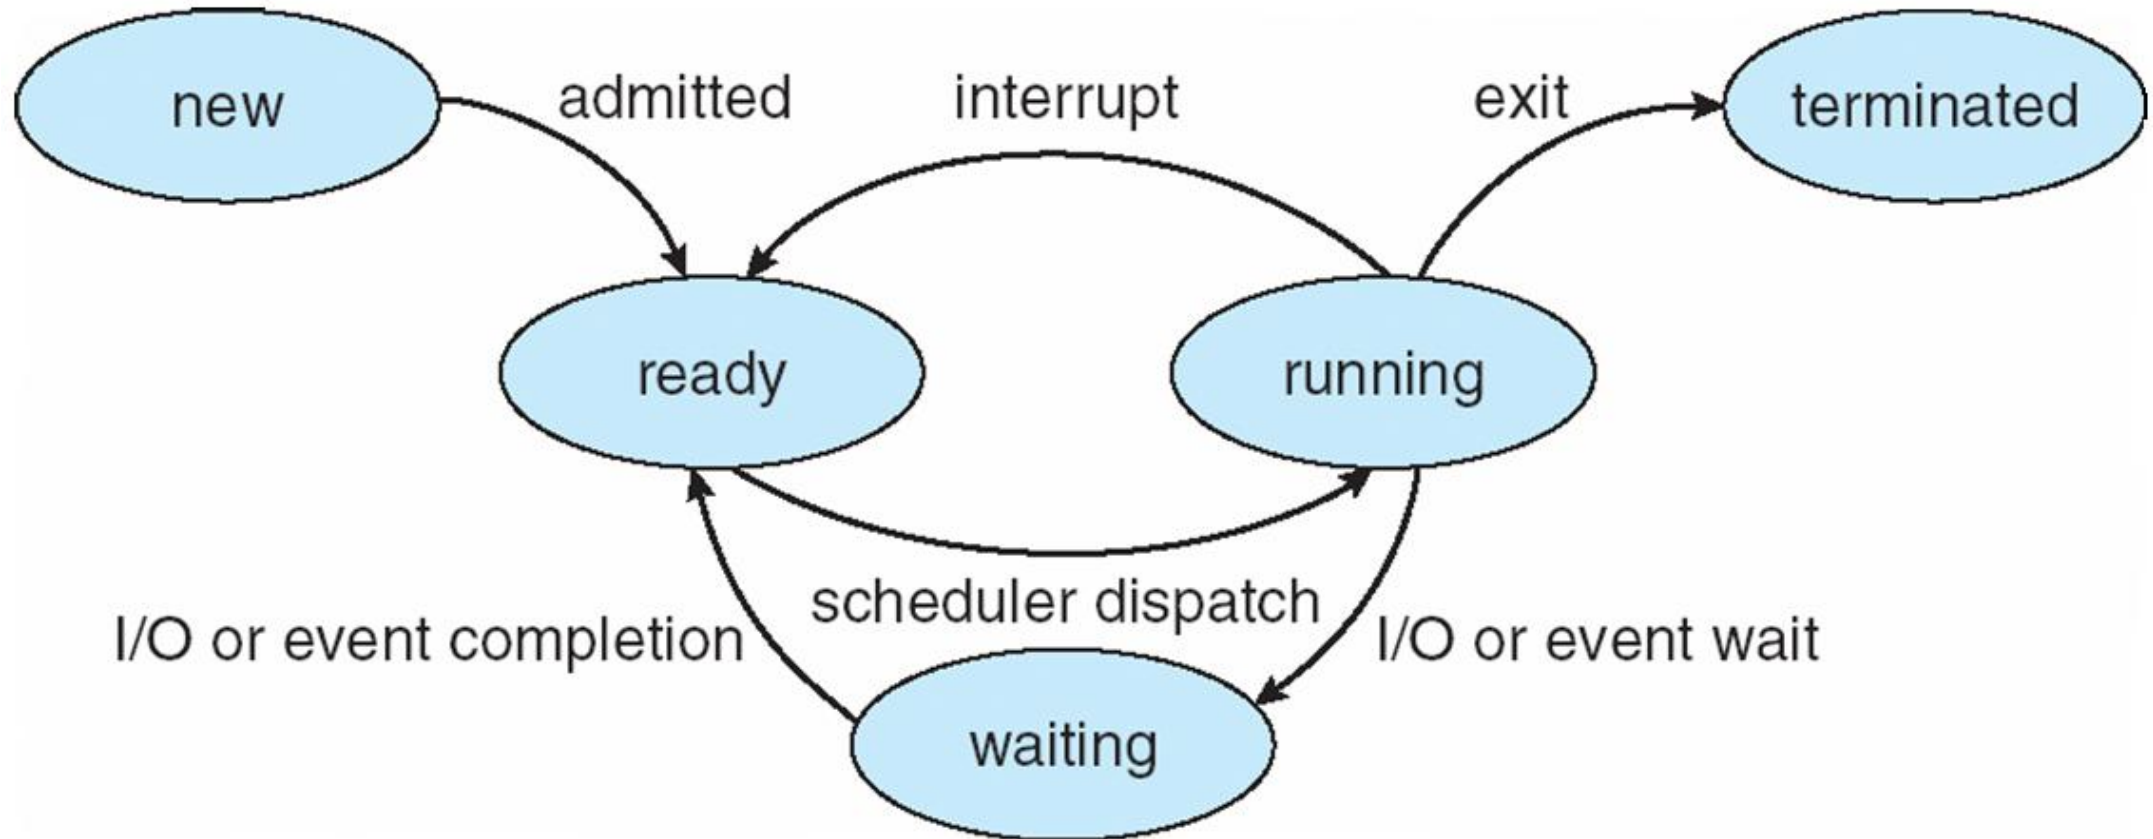 new
admitted
interrupt
exit
terminated
ready
running
scheduler dispatch
I/O or event completion
I/O or event wait
waiting